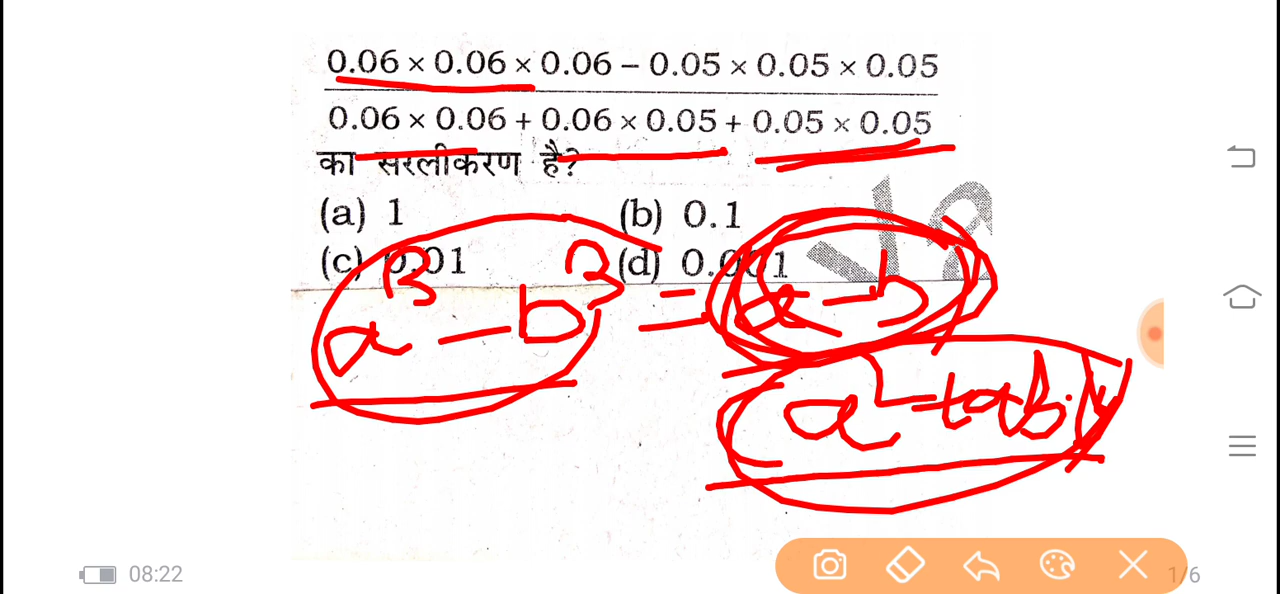 0.06 × 0.06 × 0.06 – 0.05 × 0.05 × 0.05
0.06 × 0.06 + 0.06 × 0.05 + 0.05 × 0.05
का सरलीकरण है?
(a) 1 (b) 0.1
(c) 0.01 (d) 0.001
a³ – b³ = (a – b)
(a² + ab
08:22
1/6